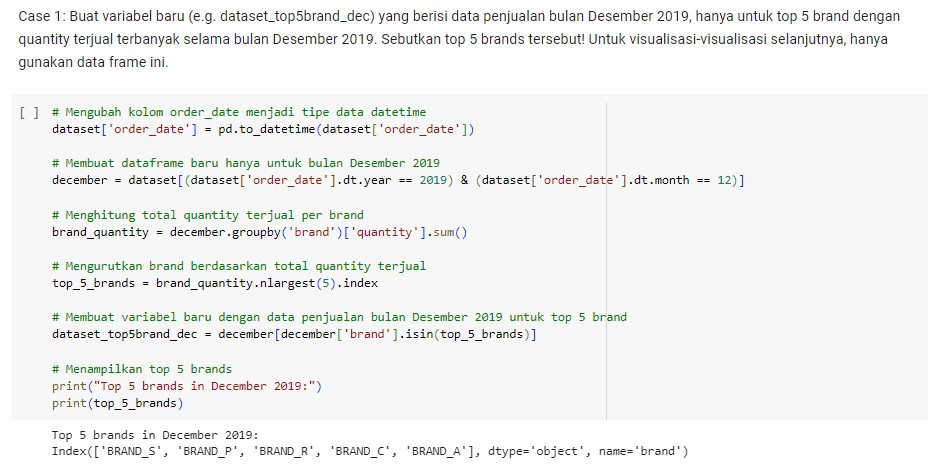 Case 1: Buat variabel baru (e.g. dataset_top5brand_dec) yang berisi data penjualan bulan Desember 2019, hanya untuk top 5 brand dengan
quantity terjual terbanyak selama bulan Desember 2019. Sebutkan top 5 brands tersebut! Untuk visualisasi-visualisasi selanjutnya, hanya
gunakan data frame ini.
[ ] # Mengubah kolom order_date menjadi tipe data datetime
dataset['order_date'] = pd.to_datetime(dataset['order_date'])
# Membuat dataframe baru hanya untuk bulan Desember 2019
december = dataset[(dataset['order_date'].dt.year == 2019) & (dataset['order_date'].dt.month == 12)]
# Menghitung total quantity terjual per brand
brand_quantity = december.groupby('brand')['quantity'].sum()
# Mengurutkan brand berdasarkan total quantity terjual
top_5_brands = brand_quantity.nlargest(5).index
# Membuat variabel baru dengan data penjualan bulan Desember 2019 untuk top 5 brand
dataset_top5brand_dec = december[december['brand'].isin(top_5_brands)]
# Menampilkan top 5 brands
print("Top 5 brands in December 2019:")
print(top_5_brands)
Top 5 brands in December 2019:
Index(['BRAND_S', 'BRAND_P', 'BRAND_R', 'BRAND_C', 'BRAND_A'], dtype='object', name='brand')